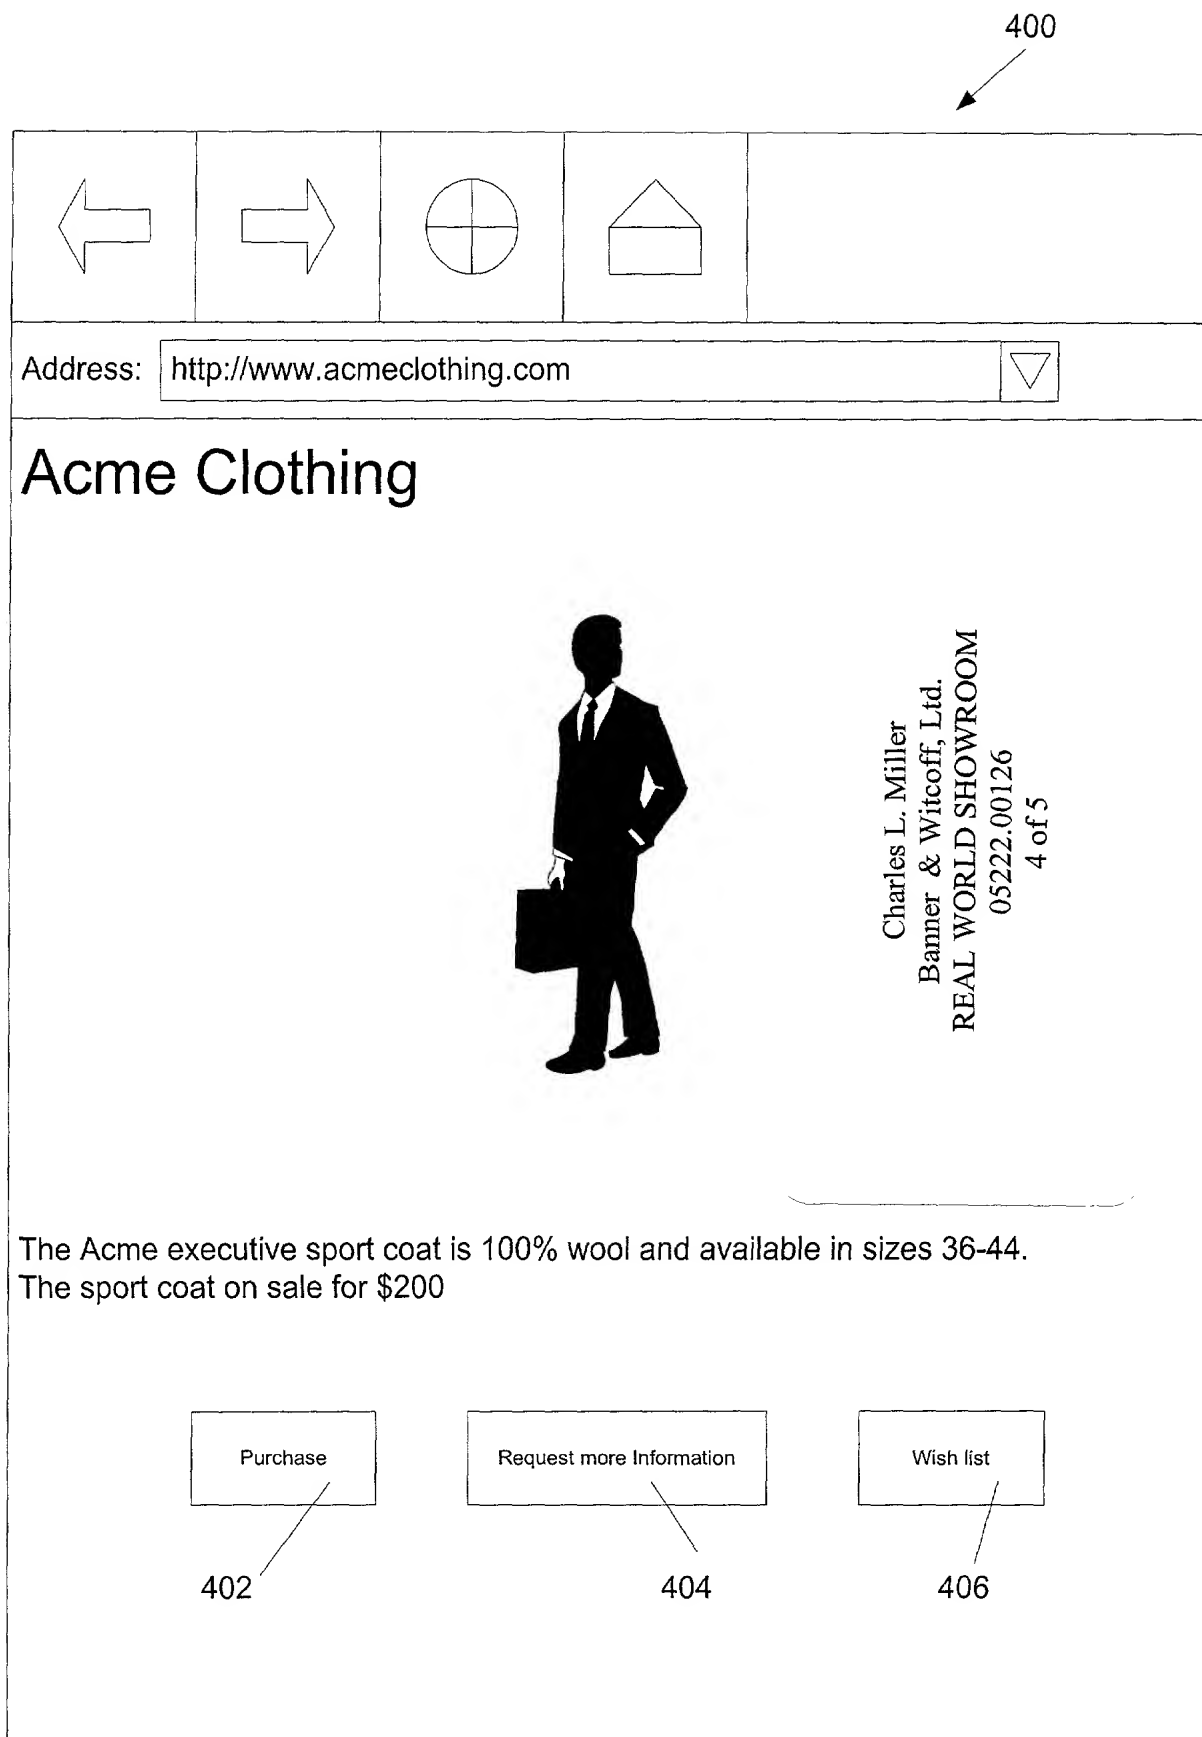 400
Address:
http://www.acmeclothing.com
Acme Clothing
Charles L. Miller
Banner & Witcoff, Ltd.
REAL WORLD SHOWROOM
05222.00126
4 of 5
The Acme executive sport coat is 100% wool and available in sizes 36-44.
The sport coat on sale for $200
Purchase
Request more Information
Wish list
402
404
406